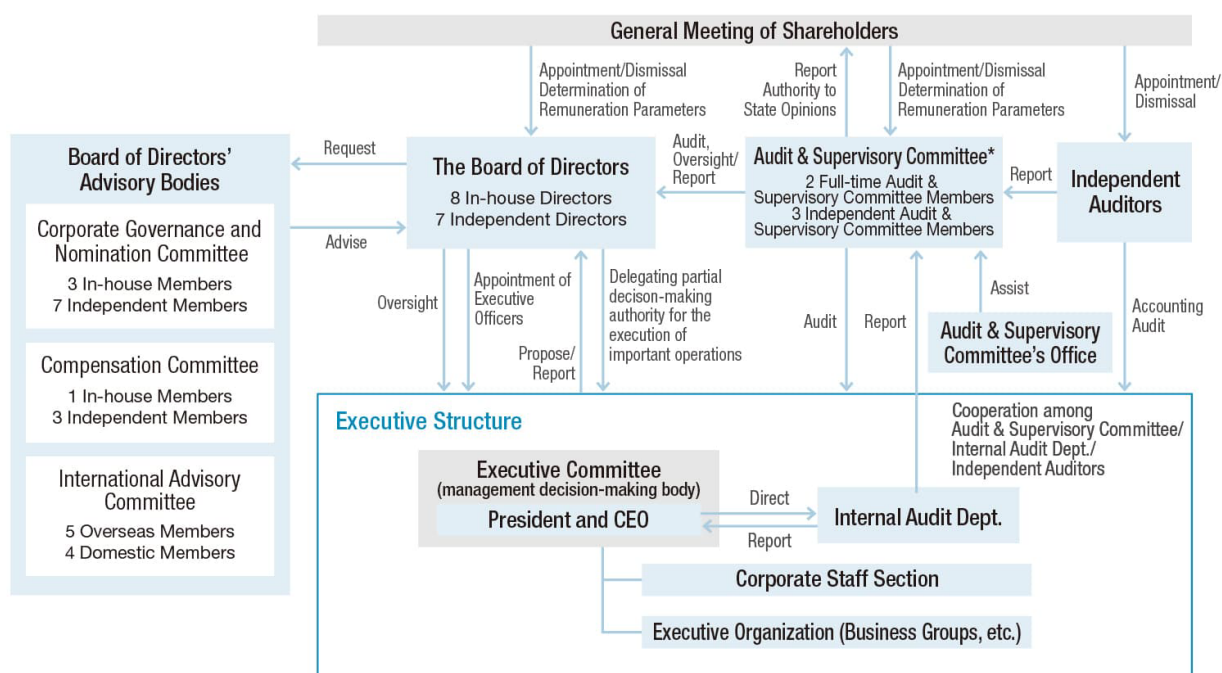 General Meeting of Shareholders
Appointment/Dismissal
Determination of
Remuneration Parameters
Report
Authority to
State Opinions
Appointment/Dismissal
Determination of
Remuneration Parameters
Appointment/
Dismissal
Board of Directors'
Advisory Bodies
Request
Advise
The Board of Directors
8 In-house Directors
7 Independent Directors
Audit,
Oversight/
Report
Audit & Supervisory Committee*
2 Full-time Audit &
Supervisory Committee Members
3 Independent Audit &
Supervisory Committee Members
Report
Independent
Auditors
Corporate Governance and
Nomination Committee
3 In-house Members
7 Independent Members
Compensation Committee
1 In-house Members
3 Independent Members
International Advisory
Committee
5 Overseas Members
4 Domestic Members
Oversight
Appointment of
Executive
Officers
Propose/
Report
Delegating partial
decison-making
authority for the
execution of
important operations
Audit
Report
Assist
Audit & Supervisory
Committee's Office
Accounting
Audit
Executive Structure
Cooperation among
Audit & Supervisory Committee/
Internal Audit Dept./
Independent Auditors
Executive Committee
(management decision-making body)
President and CEO
Direct
Report
Internal Audit Dept.
Corporate Staff Section
Executive Organization (Business Groups, etc.)